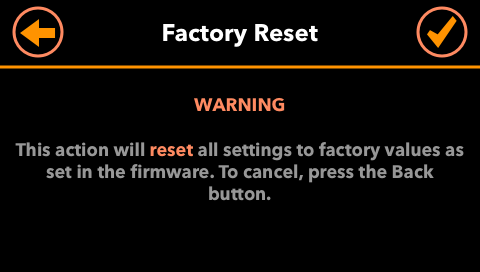 Factory Reset
WARNING
This action will reset all settings to factory values as
set in the firmware. To cancel, press the Back
button.